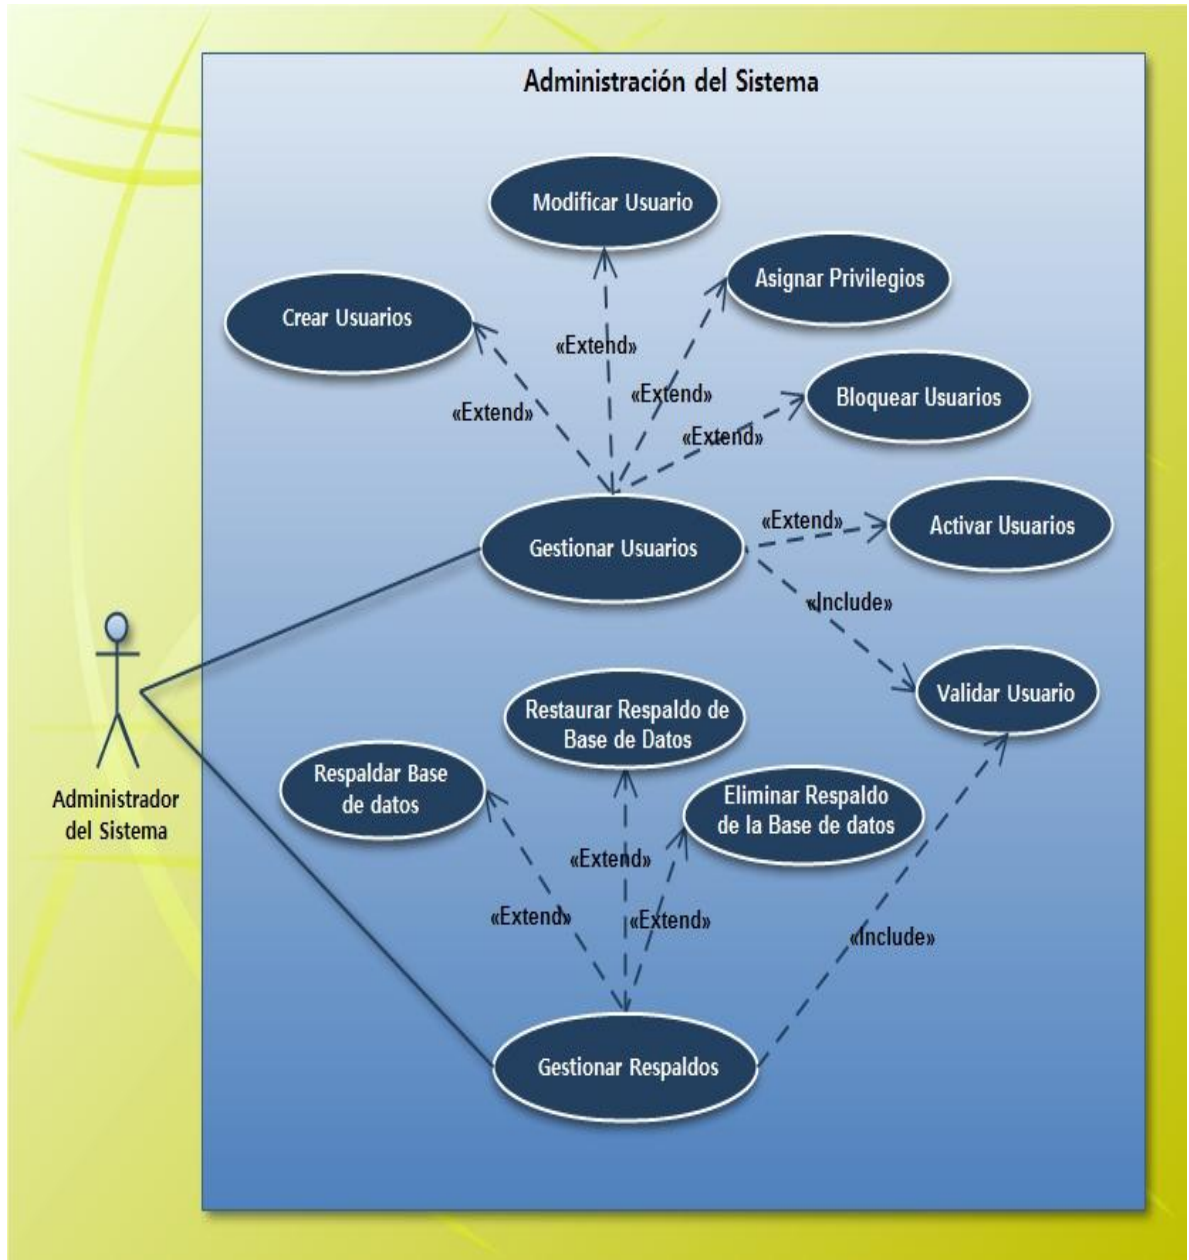 Administración del Sistema
Modificar Usuario
Asignar Privilegios
Crear Usuarios
«Extend»
«Extend»
Bloquear Usuarios
«Extend»
«Extend»
Gestionar Usuarios
«Extend»
Activar Usuarios
«Include»
Validar Usuario
Restaurar Respaldo de
Base de Datos
Respaldar Base
de datos
Eliminar Respaldo
de la Base de datos
Administrador
del Sistema
«Extend»
«Extend»
«Extend»
«Include»
Gestionar Respaldos